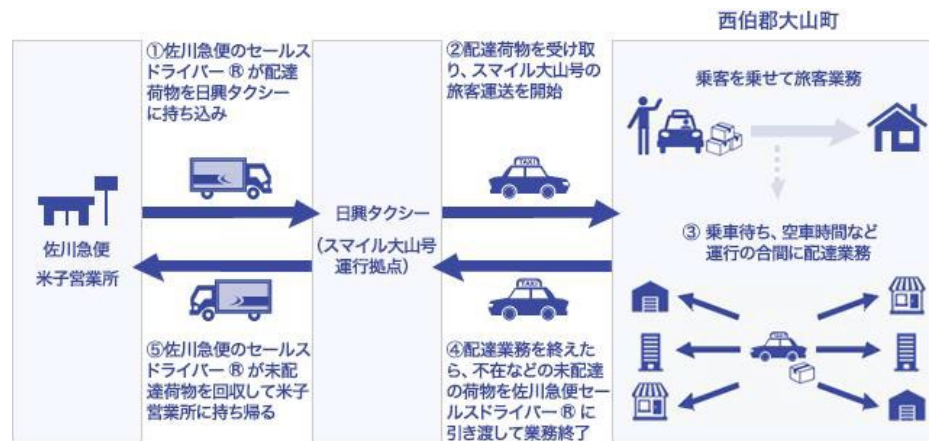 西伯郡大山町
①佐川急便のセールス
ドライバー ® が配達
荷物を日興タクシー
に持ち込み
②配達荷物を受け取
り、スマイル大山号の
旅客運送を開始
乗客を乗せて旅客業務
TAXI
佐川急便
米子営業所
日興タクシー
（スマイル大山号
運行拠点）
③ 乗車待ち、空車時間など
運行の合間に配達業務
TAXI
⑤佐川急便のセールス
ドライバー ® が未配
達荷物を回収して米子
営業所に持ち帰る
④配達業務を終えた
ら、不在などの未配達
の荷物を佐川急便セー
ルスドライバー ® に
引き渡して業務終了